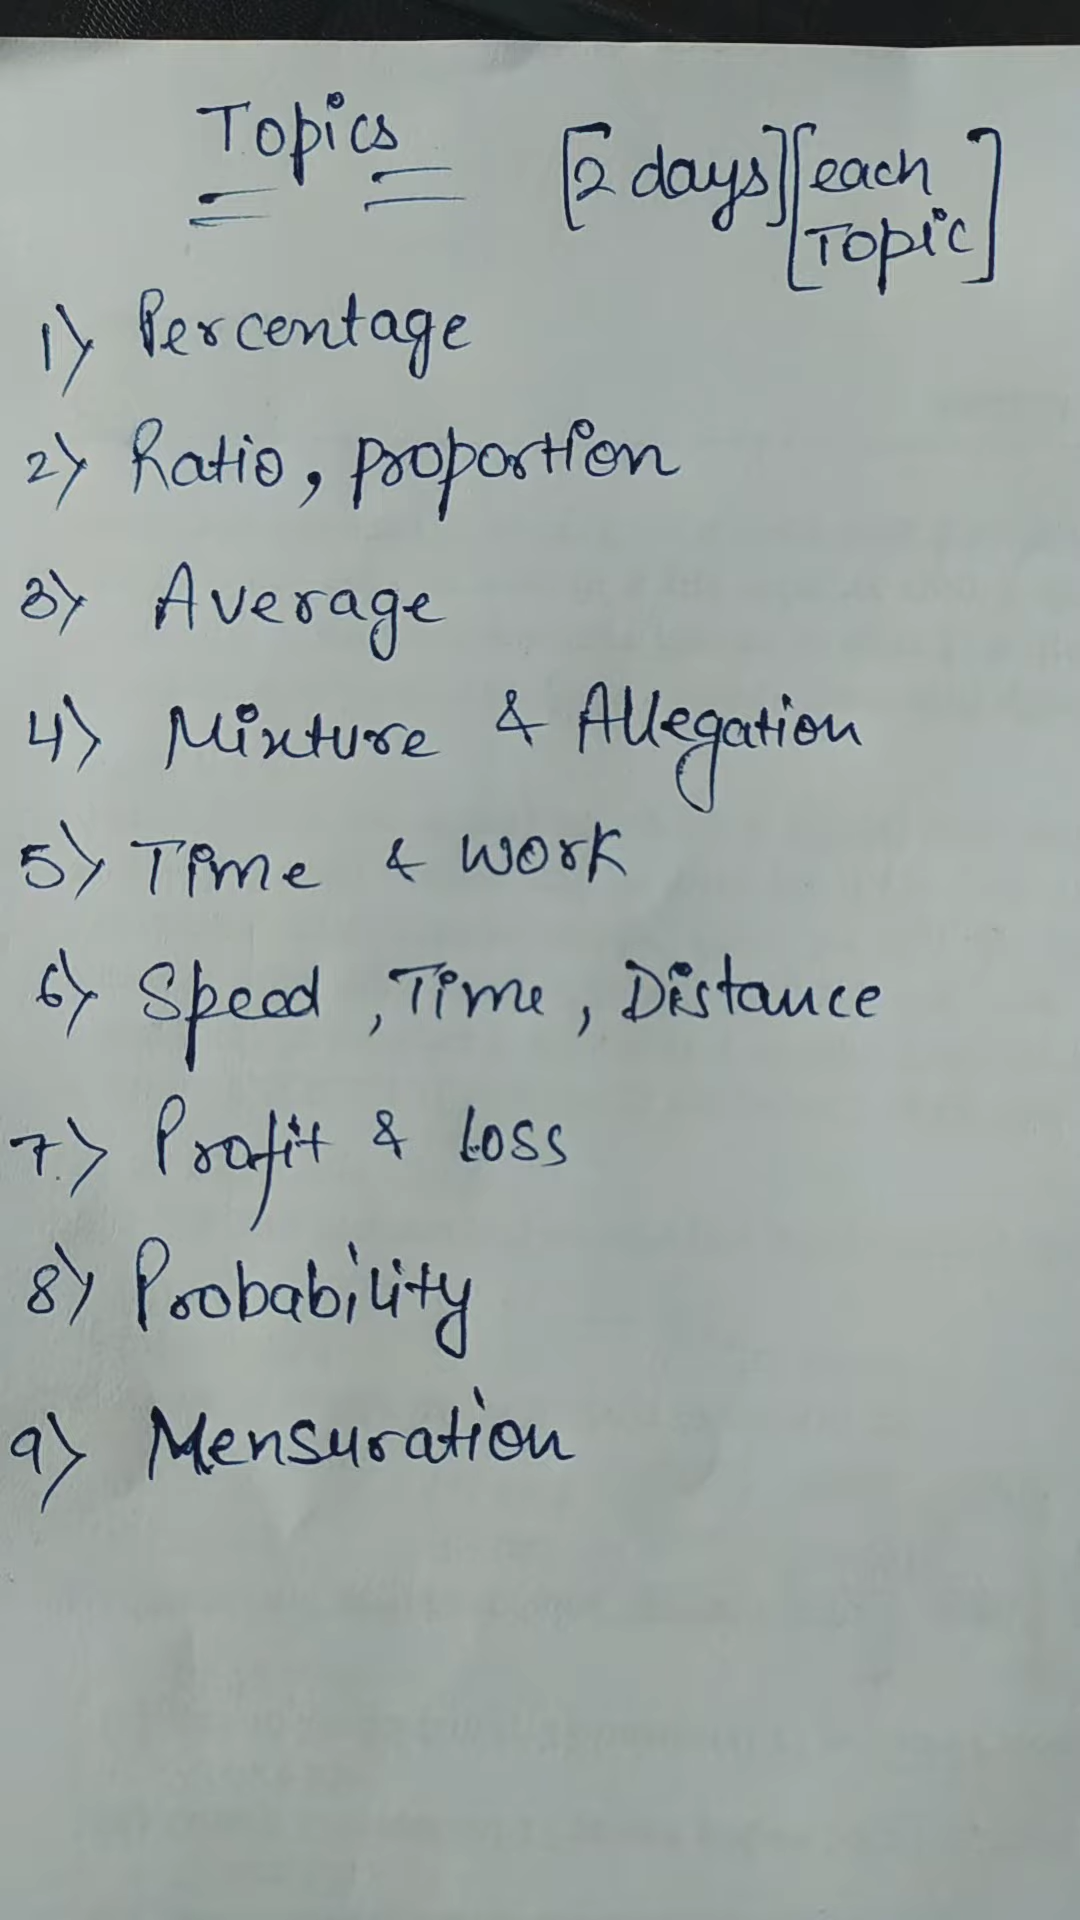 Topics [2 days] [each
Topic]
1) Percentage
2) Ratio, proportion
3) Average
4) Mixture & Allegation
5) Time & Work
6) Speed, Time, Distance
7.) Profit & Loss
8) Probability
9) Mensuration